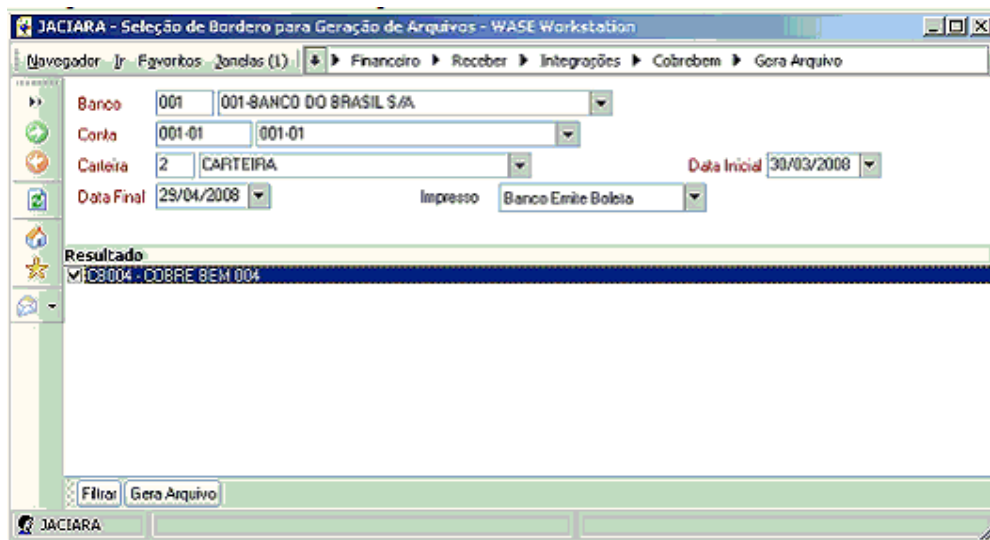 JACIARA - Seleção de Bordero para Geração de Arquivos - WASE Workstation
Navegador Ir Favoritos Janelas (1) Financeiro Receber Integrações Cobrebem Gera Arquivo
Banco 001 001-BANCO DO BRASIL S/A
Conta 001-01 001-01
Carteira 2 CARTEIRA Data Inicial 30/03/2008
Data Final 29/04/2008 Impresso Banco Emite Boleta
Resultado
CB004 - COBRE BEM 004
Filtrar Gera Arquivo
JACIARA